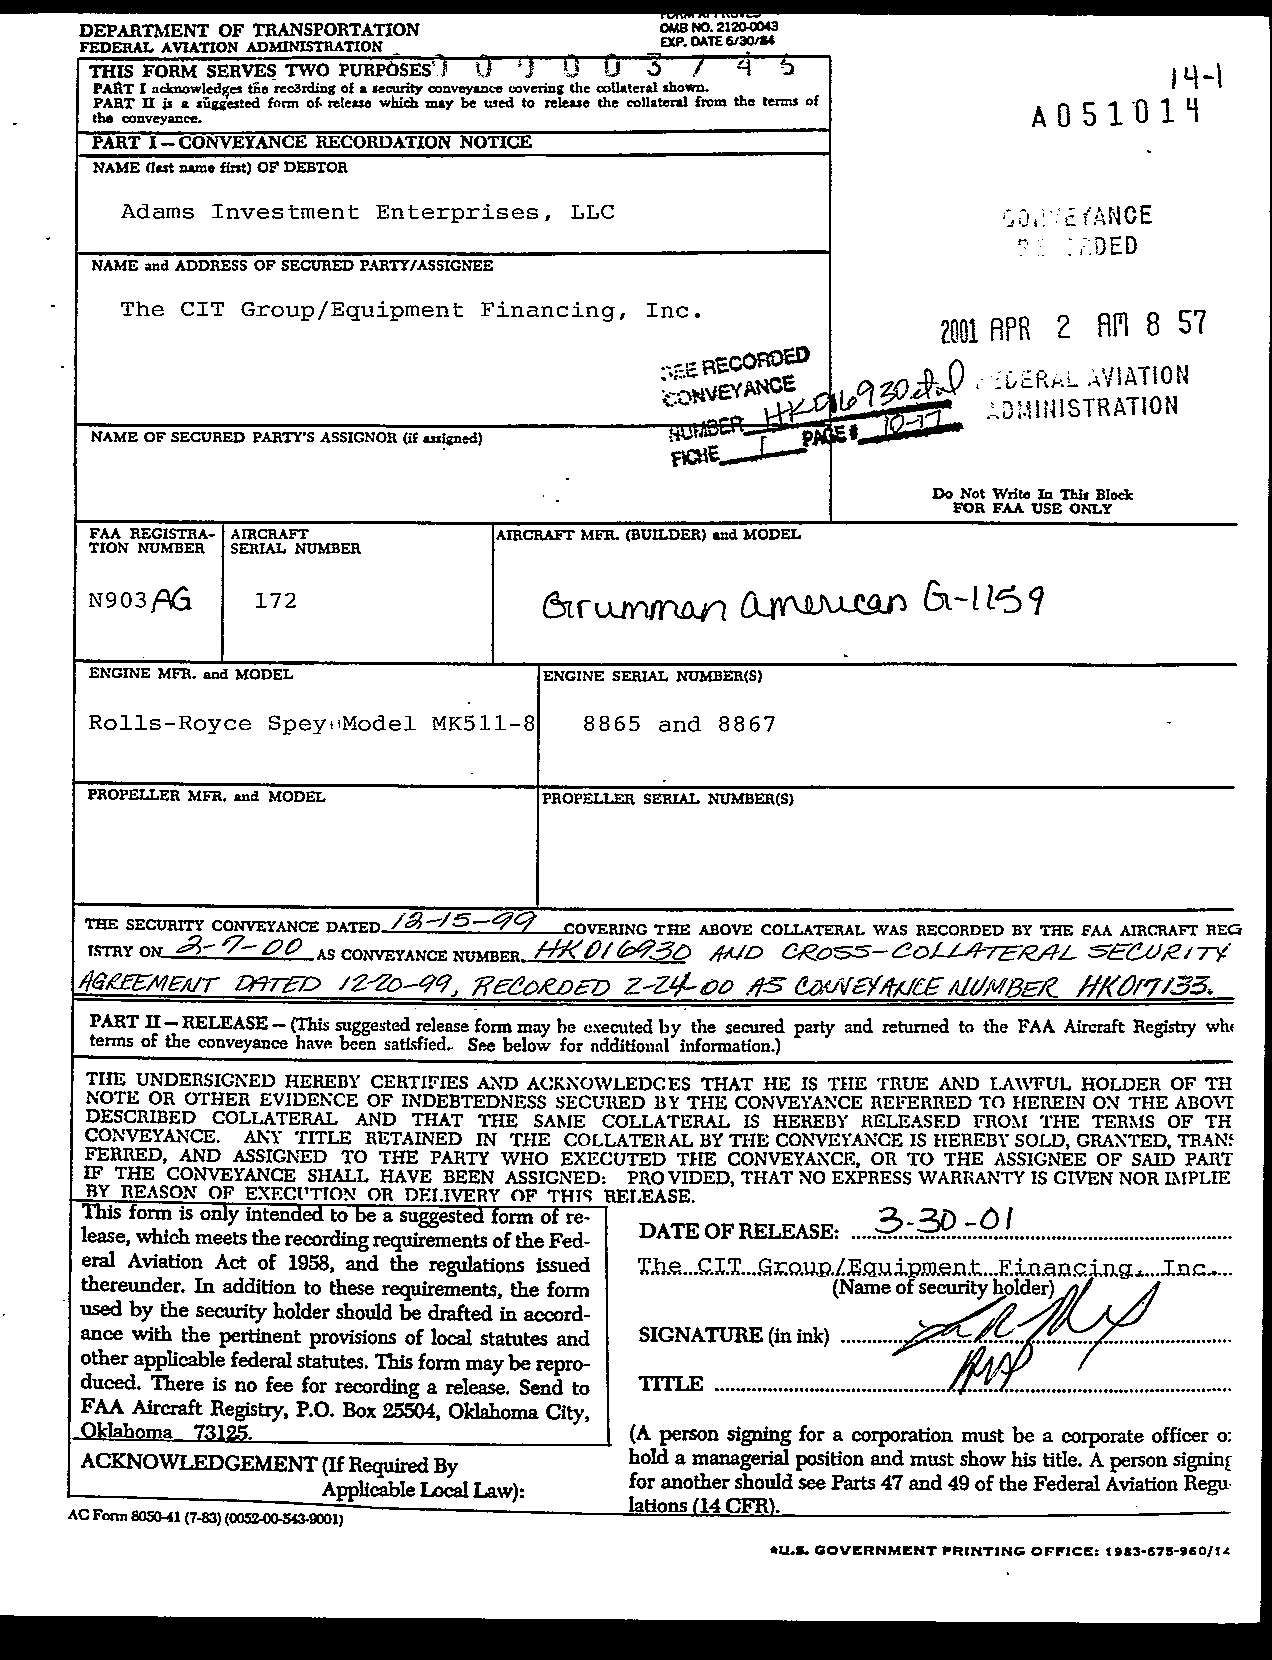 DEPARTMENT OF TRANSPORTATION
FEDERAL AVIATION ADMINISTRATION
FORM APPROVED
OMB NO. 2120-0043
EXP. DATE 6/30/84
THIS FORM SERVES TWO PURPOSES
0 0 3 7 4 5
PART I acknowledges the recording of a security conveyance covering the collateral shown.
PART II is a suggested form of release which may be used to release the collateral from the terms of
the conveyance.
14-1
A051014
PART I — CONVEYANCE RECORDATION NOTICE
NAME (last name first) OF DEBTOR
Adams Investment Enterprises, LLC
CONVEYANCE
RECORDED
NAME and ADDRESS OF SECURED PARTY/ASSIGNEE
The CIT Group/Equipment Financing, Inc.
2001 APR 2 AM 8 57
FEDERAL AVIATION
ADMINISTRATION
SEE RECORDED
CONVEYANCE
NUMBER HK016930 etal
FICHE 1 PAGE# 10-17
NAME OF SECURED PARTY'S ASSIGNOR (if assigned)
Do Not Write In This Block
FOR FAA USE ONLY
FAA REGISTRA-
TION NUMBER
AIRCRAFT
SERIAL NUMBER
AIRCRAFT MFR. (BUILDER) and MODEL
N903AG
172
Grumman American G-1159
ENGINE MFR. and MODEL
ENGINE SERIAL NUMBER(S)
Rolls-Royce Spey Model MK511-8
8865 and 8867
PROPELLER MFR. and MODEL
PROPELLER SERIAL NUMBER(S)
THE SECURITY CONVEYANCE DATED 12-15-99 COVERING THE ABOVE COLLATERAL WAS RECORDED BY THE FAA AIRCRAFT REG
ISTRY ON 2-7-00 AS CONVEYANCE NUMBER HK016930 AND CROSS-COLLATERAL SECURITY
AGREEMENT DATED 12-20-99, RECORDED 2-24-00 AS CONVEYANCE NUMBER HK017133.
PART II — RELEASE — (This suggested release form may be executed by the secured party and returned to the FAA Aircraft Registry whe
terms of the conveyance have been satisfied. See below for additional information.)
THE UNDERSIGNED HEREBY CERTIFIES AND ACKNOWLEDGES THAT HE IS THE TRUE AND LAWFUL HOLDER OF TH
NOTE OR OTHER EVIDENCE OF INDEBTEDNESS SECURED BY THE CONVEYANCE REFERRED TO HEREIN ON THE ABOVE
DESCRIBED COLLATERAL AND THAT THE SAME COLLATERAL IS HEREBY RELEASED FROM THE TERMS OF TH
CONVEYANCE. ANY TITLE RETAINED IN THE COLLATERAL BY THE CONVEYANCE IS HEREBY SOLD, GRANTED, TRANS
FERRED, AND ASSIGNED TO THE PARTY WHO EXECUTED THE CONVEYANCE, OR TO THE ASSIGNEE OF SAID PART
IF THE CONVEYANCE SHALL HAVE BEEN ASSIGNED: PROVIDED, THAT NO EXPRESS WARRANTY IS GIVEN NOR IMPLIE
BY REASON OF EXECUTION OR DELIVERY OF THIS RELEASE.
This form is only intended to be a suggested form of re-
lease, which meets the recording requirements of the Fed-
eral Aviation Act of 1958, and the regulations issued
thereunder. In addition to these requirements, the form
used by the security holder should be drafted in accord-
ance with the pertinent provisions of local statutes and
other applicable federal statutes. This form may be repro-
duced. There is no fee for recording a release. Send to
FAA Aircraft Registry, P.O. Box 25504, Oklahoma City,
Oklahoma 73125.
ACKNOWLEDGEMENT (If Required By
Applicable Local Law):
DATE OF RELEASE: 3-30-01
The CIT Group/Equipment Financing, Inc.
(Name of security holder)
SIGNATURE (in ink)
TITLE
(A person signing for a corporation must be a corporate officer o
hold a managerial position and must show his title. A person signing
for another should see Parts 47 and 49 of the Federal Aviation Regu-
lations (14 CFR).
AC Form 8050-41 (7-83) (0052-00-543-9001)
*U.S. GOVERNMENT PRINTING OFFICE: 1983-675-960/14